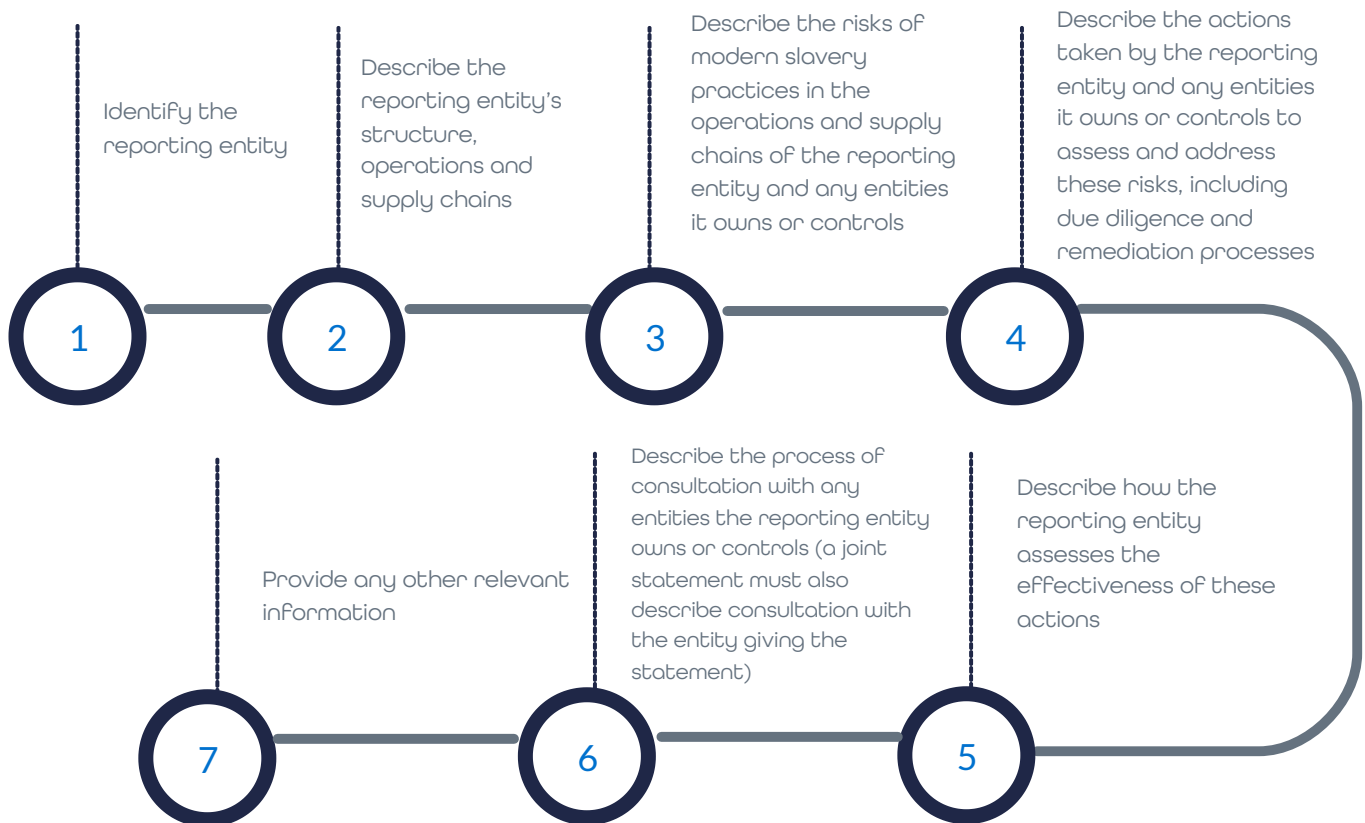 Identify the
reporting entity
1
Describe the
reporting entity's
structure,
operations and
supply chains
2
Describe the risks of
modern slavery
practices in the
operations and supply
chains of the reporting
entity and any entities
it owns or controls
3
Describe the actions
taken by the reporting
entity and any entities
it owns or controls to
assess and address
these risks, including
due diligence and
remediation processes
4
Describe how the
reporting entity
assesses the
effectiveness of these
actions
5
Describe the process of
consultation with any
entities the reporting entity
owns or controls (a joint
statement must also
describe consultation with
the entity giving the
statement)
6
Provide any other relevant
information
7